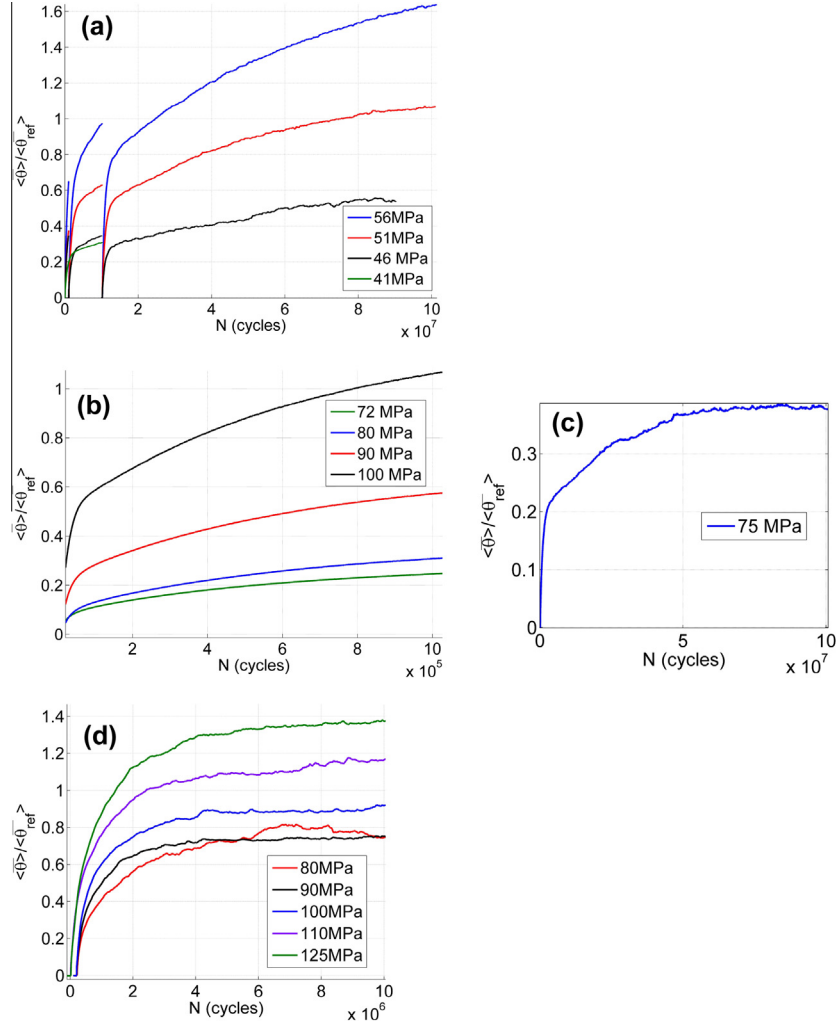 (a)
1.6
1.4
1.2
1
0.8
0.6
0.4
0.2
0
<θ̅>/<θ̅ref>
56MPa
51MPa
46 MPa
41MPa
0 2 4 6 8 10
N (cycles)
x 10^7
(b)
1
0.8
0.6
0.4
0.2
0
<θ̅>/<θ̅ref>
72 MPa
80 MPa
90 MPa
100 MPa
2 4 6 8 10
N (cycles)
x 10^5
(c)
0.3
0.2
0.1
0
<θ̅>/<θ̅ref>
75 MPa
0 5 10
N (cycles)
x 10^7
(d)
1.4
1.2
1
0.8
0.6
0.4
0.2
0
<θ̅>/<θ̅ref>
80MPa
90MPa
100MPa
110MPa
125MPa
0 2 4 6 8 10
N (cycles)
x 10^6